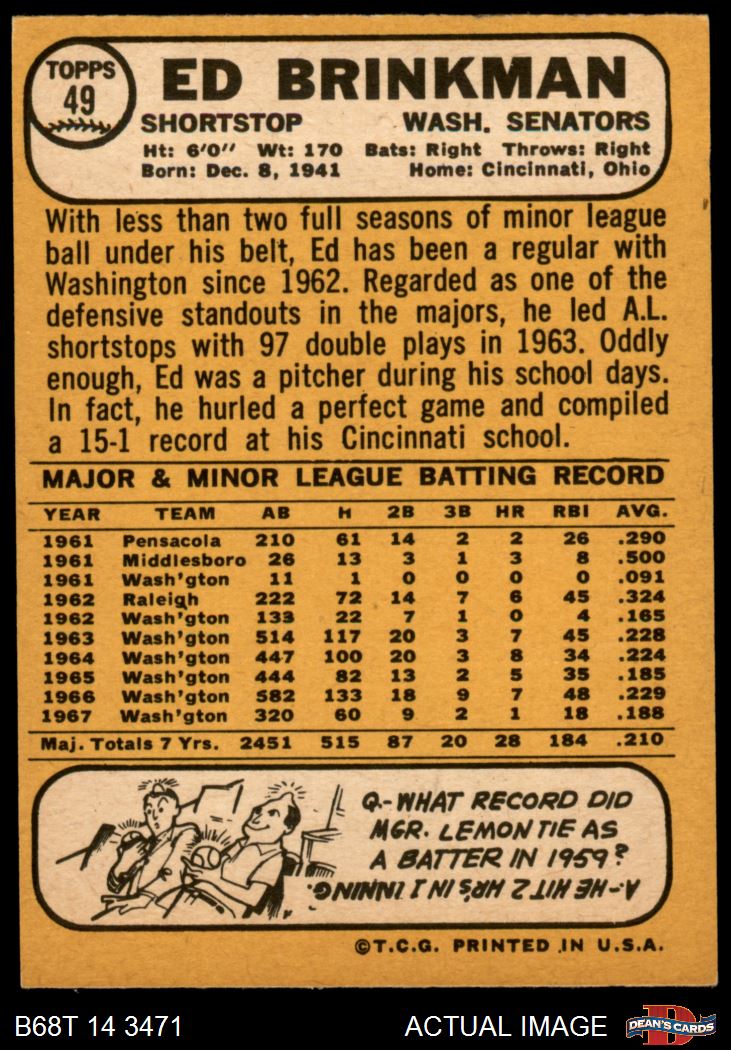 TOPPS
49
ED BRINKMAN
SHORTSTOP WASH. SENATORS
Ht: 6'0" Wt: 170 Bats: Right Throws: Right
Born: Dec. 8, 1941 Home: Cincinnati, Ohio
With less than two full seasons of minor league
ball under his belt, Ed has been a regular with
Washington since 1962. Regarded as one of the
defensive standouts in the majors, he led A.L.
shortstops with 97 double plays in 1963. Oddly
enough, Ed was a pitcher during his school days.
In fact, he hurled a perfect game and compiled
a 15-1 record at his Cincinnati school.
MAJOR & MINOR LEAGUE BATTING RECORD
YEAR TEAM AB H 2B 3B HR RBI AVG.
1961 Pensacola 210 61 14 2 2 26 .290
1961 Middlesboro 26 13 3 1 3 8 .500
1961 Wash'gton 11 1 0 0 0 0 .091
1962 Raleigh 222 72 14 7 6 45 .324
1962 Wash'gton 133 22 7 1 0 4 .165
1963 Wash'gton 514 117 20 3 7 45 .228
1964 Wash'gton 447 100 20 3 8 34 .224
1965 Wash'gton 444 82 13 2 5 35 .185
1966 Wash'gton 582 133 18 9 7 48 .229
1967 Wash'gton 320 60 9 2 1 18 .188
Maj. Totals 7 Yrs. 2451 515 87 20 28 184 .210
Q-WHAT RECORD DID
MGR. LEMON TIE AS
A BATTER IN 1959?
A-HE HIT 2 HR'S IN 1 INNING.
©T.C.G. PRINTED IN U.S.A.
B68T 14 3471 ACTUAL IMAGE
D
DEAN'S CARDS